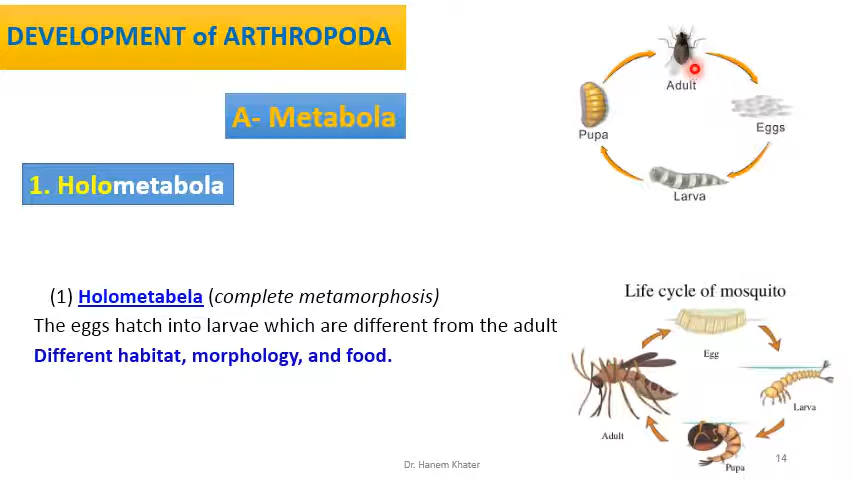 DEVELOPMENT of ARTHROPODA
A- Metabola
1. Holometabola
Adult
Eggs
Larva
Pupa
(1) Holometabela (complete metamorphosis)
The eggs hatch into larvae which are different from the adult
Different habitat, morphology, and food.
Life cycle of mosquito
Egg
Larva
Pupa
Adult
Dr. Hanem Khater
14